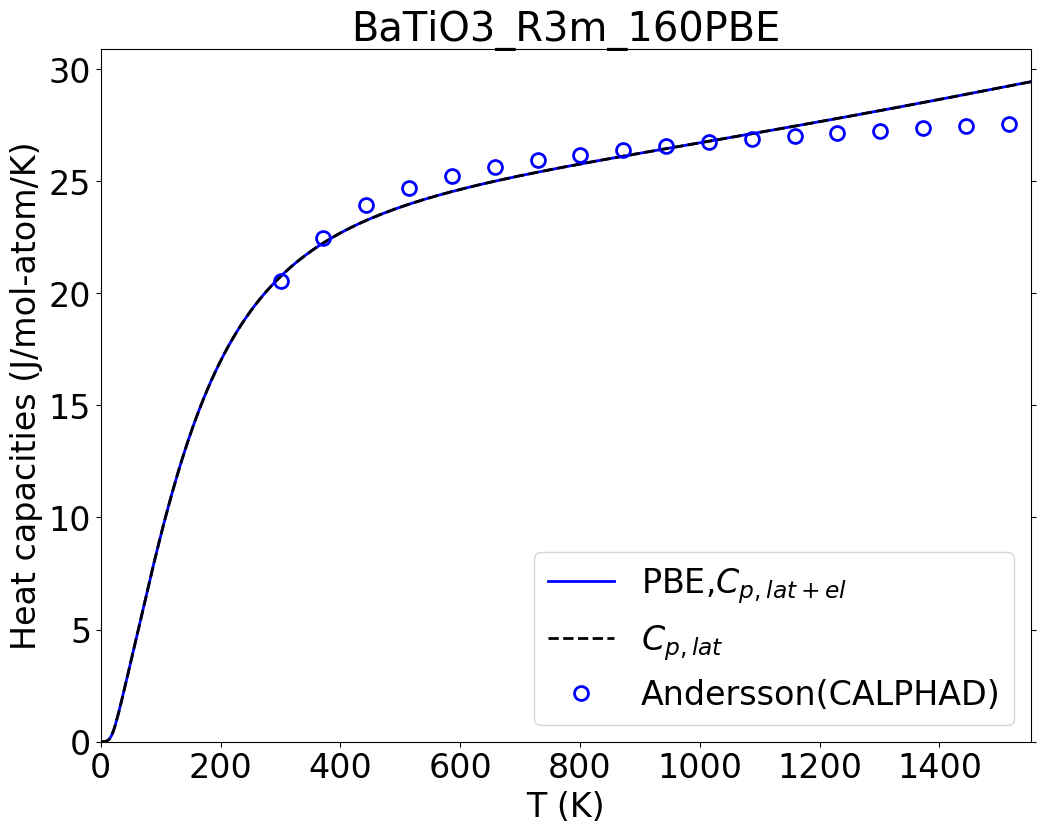 BaTiO3_R3m_160PBE
Heat capacities (J/mol-atom/K)
30
25
20
15
10
5
0
0 200 400 600 800 1000 1200 1400
T (K)
PBE,C_{p, lat + el}
C_{p, lat}
Andersson(CALPHAD)